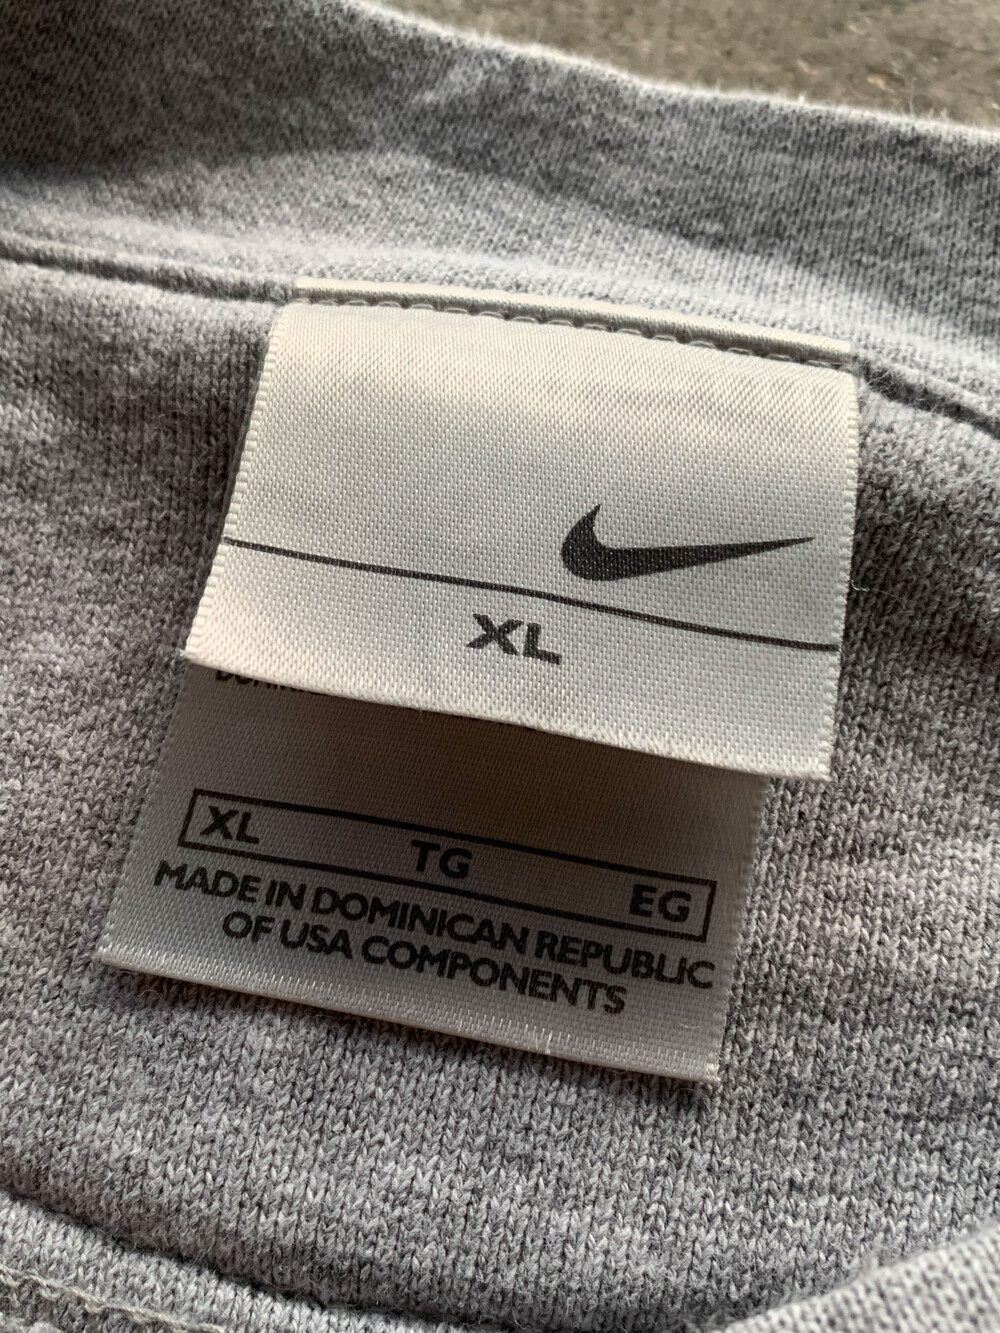 XL
XL TG EG
MADE IN DOMINICAN REPUBLIC
OF USA COMPONENTS